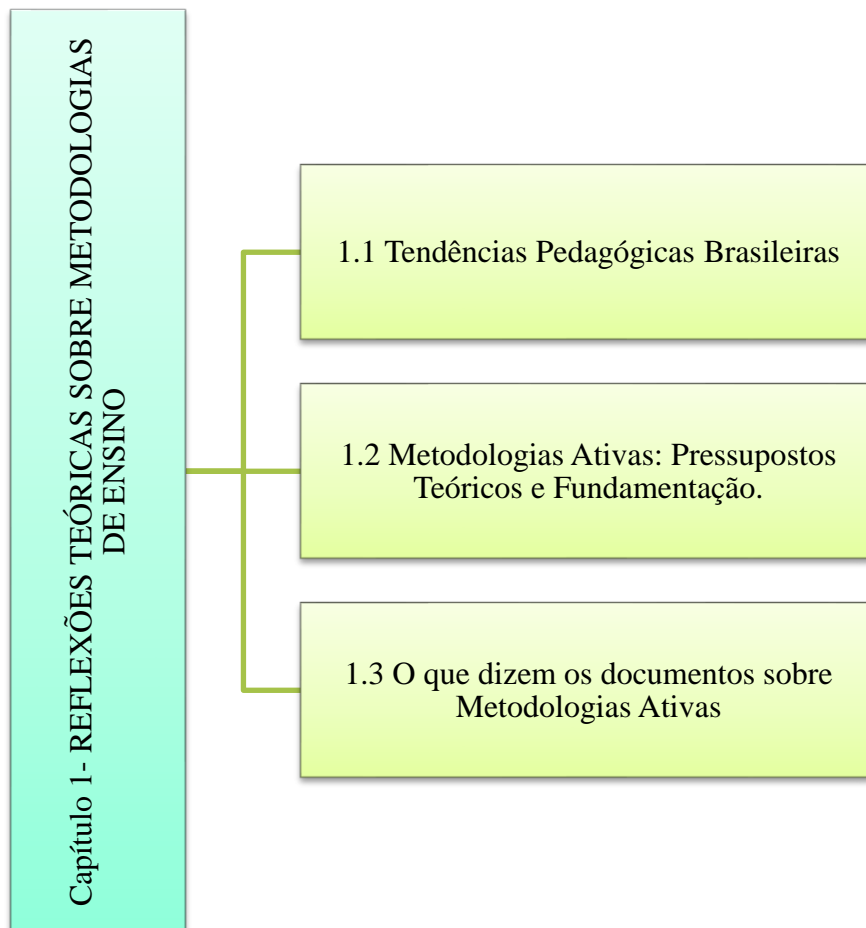 Capítulo 1- REFLEXÕES TEÓRICAS SOBRE METODOLOGIAS
DE ENSINO
1.1 Tendências Pedagógicas Brasileiras
1.2 Metodologias Ativas: Pressupostos
Teóricos e Fundamentação.
1.3 O que dizem os documentos sobre
Metodologias Ativas